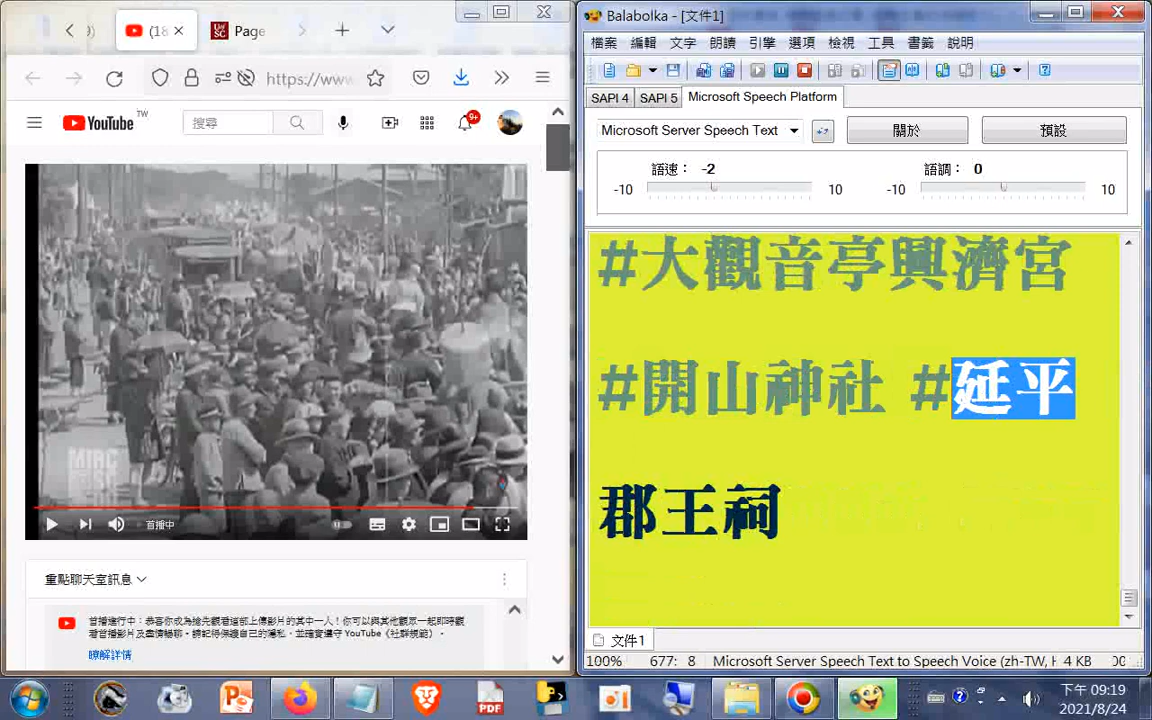 (18
Page
https://www
YouTube TW
搜尋
9+
MIRC
首播中
重點聊天室訊息
首播進行中：恭喜你成為搶先觀看這部上傳影片的其中一人！你可以與其他觀眾一起即時觀
看首播影片及盡情暢聊。請記得保護自己的隱私，並確實遵守 YouTube《社群規範》。
瞭解詳情
Balabolka - [文件1]
檔案 編輯 文字 朗讀 引擎 選項 檢視 工具 書籤 說明
SAPI 4 SAPI 5 Microsoft Speech Platform
Microsoft Server Speech Text 關於 預設
語速： -2 語調： 0
-10 10 -10 10
#大觀音亭興濟宮
#開山神社 #延平
郡王祠
文件1
100% 677: 8 Microsoft Server Speech Text to Speech Voice (zh-TW, H 4 KB
下午 09:19
2021/8/24